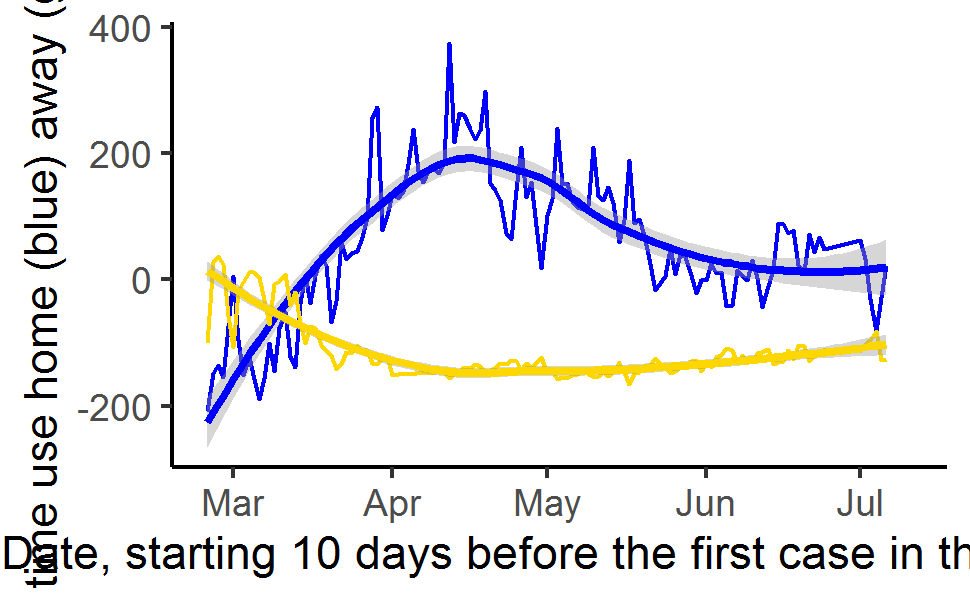 400
200
0
-200
time use home (blue) away (
Mar Apr May Jun Jul
Date, starting 10 days before the first case in th